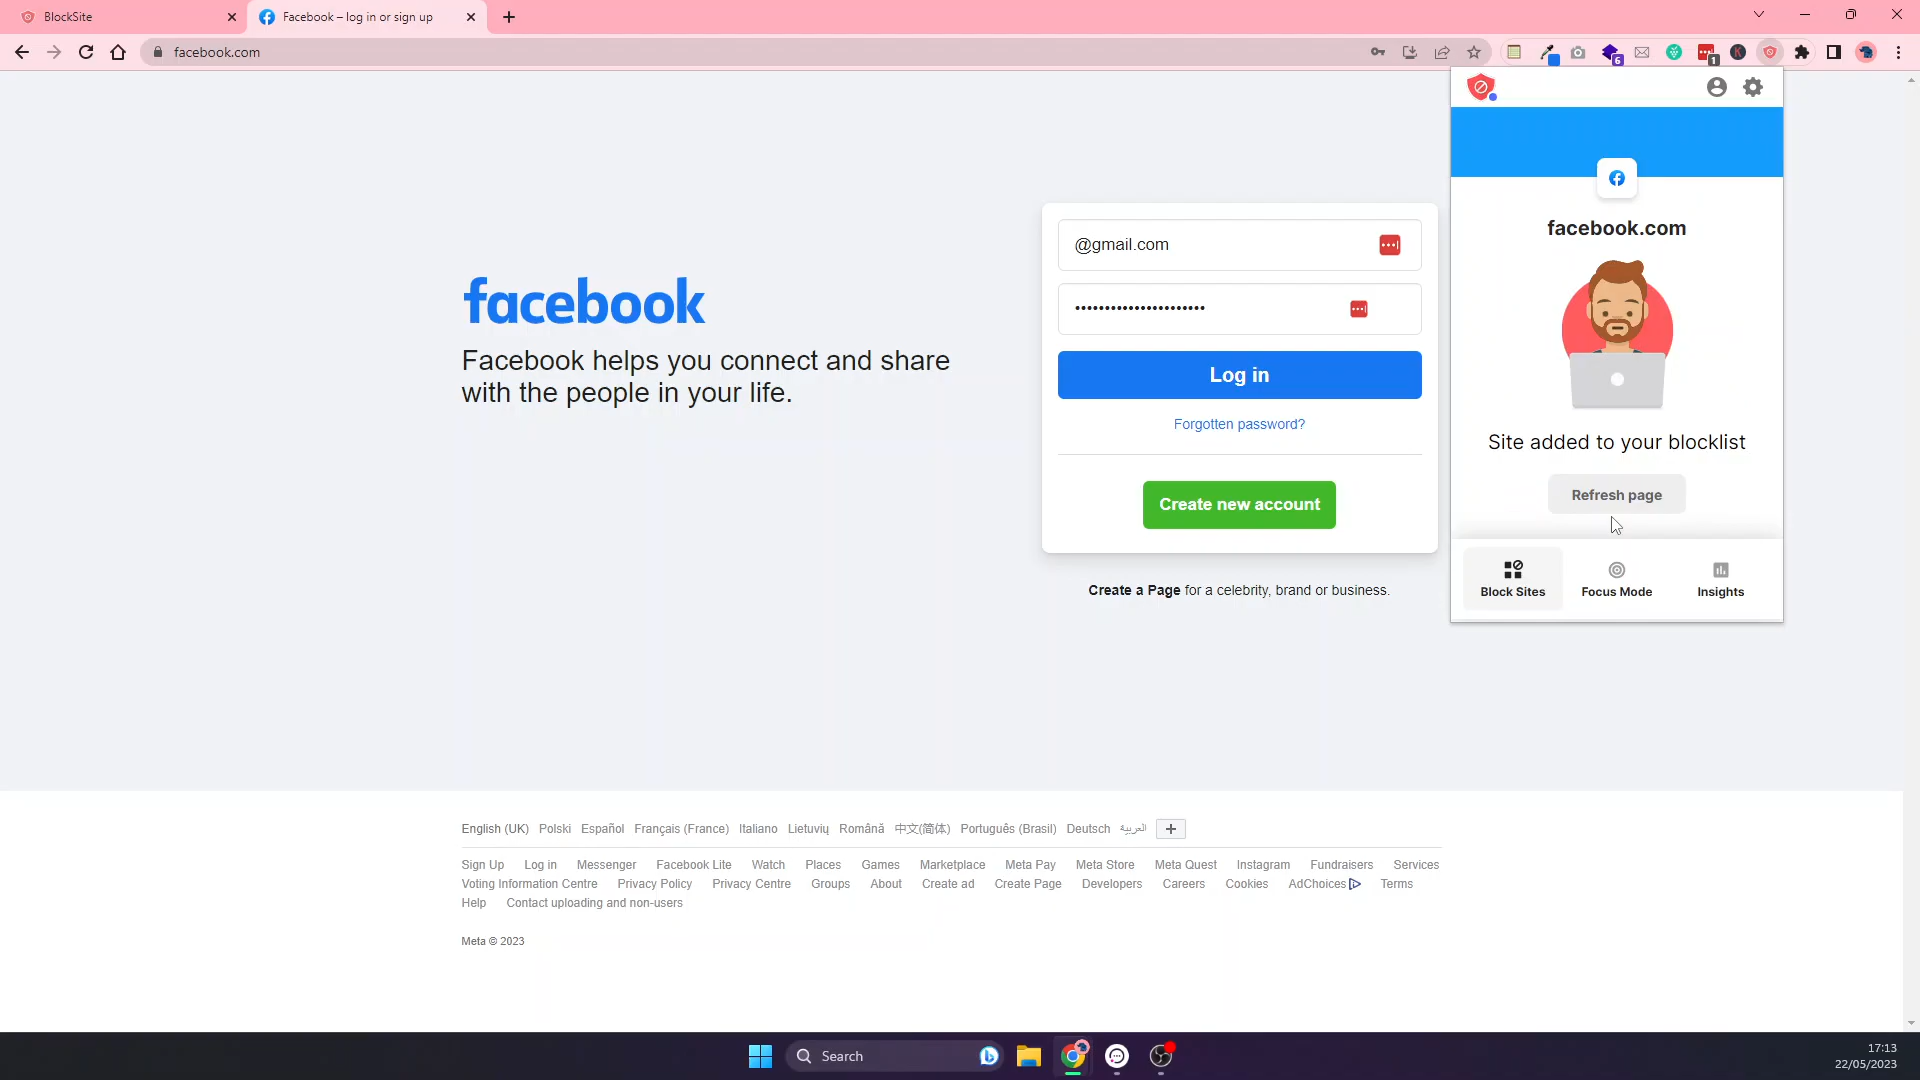 BlockSite
Facebook – log in or sign up
facebook.com
6
1
K
facebook.com
@gmail.com
•••••••••••••••••••••
facebook
Facebook helps you connect and share
with the people in your life.
Log in
Forgotten password?
Site added to your blocklist
Refresh page
Create new account
Block Sites
Focus Mode
Insights
Create a Page for a celebrity, brand or business.
English (UK) Polski Español Français (France) Italiano Lietuvių Română 中文(简体) Português (Brasil) Deutsch العربية +
Sign Up Log in Messenger Facebook Lite Watch Places Games Marketplace Meta Pay Meta Store Meta Quest Instagram Fundraisers Services
Voting Information Centre Privacy Policy Privacy Centre Groups About Create ad Create Page Developers Careers Cookies AdChoices Terms
Help Contact uploading and non-users
Meta © 2023
Search
17:13
22/05/2023